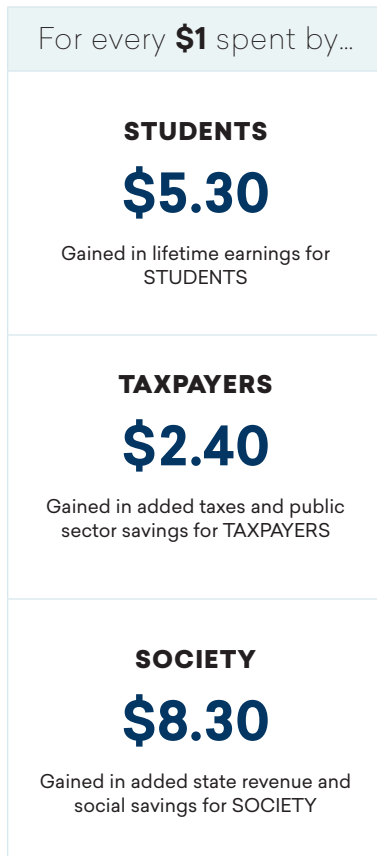 For every $1 spent by...
STUDENTS
$5.30
Gained in lifetime earnings for
STUDENTS
TAXPAYERS
$2.40
Gained in added taxes and public
sector savings for TAXPAYERS
SOCIETY
$8.30
Gained in added state revenue and
social savings for SOCIETY